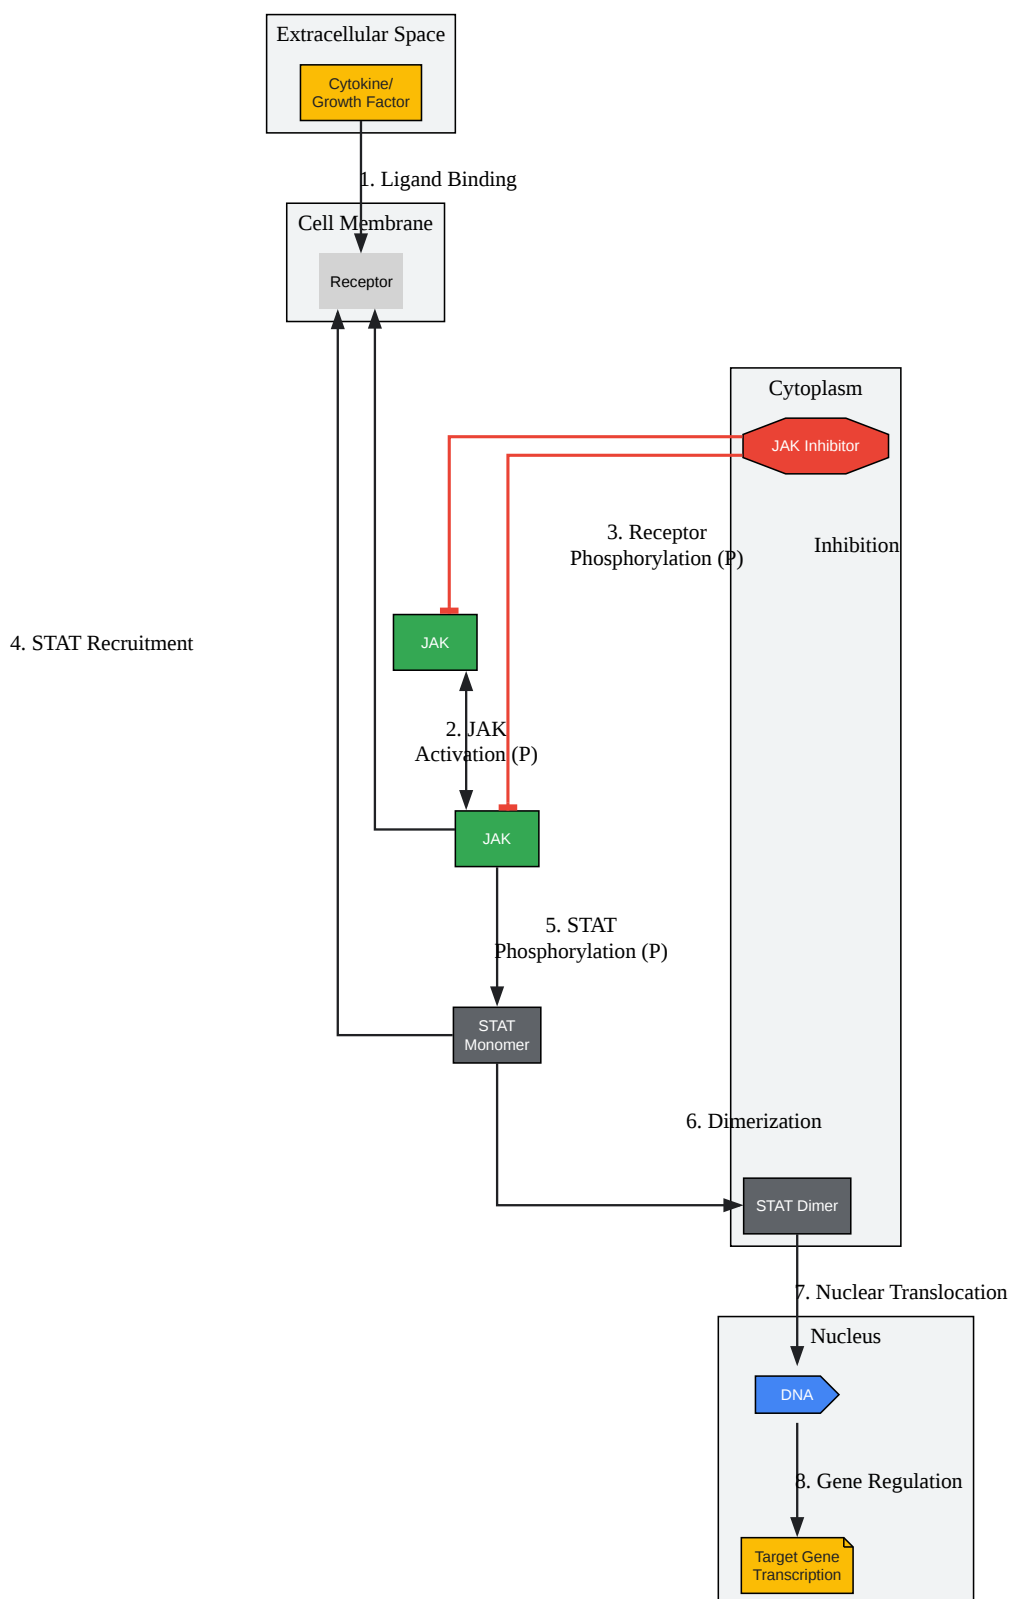 Extracellular Space
Cytokine/
Growth Factor
1. Ligand Binding
Cell Membrane
Receptor
Cytoplasm
JAK Inhibitor
3. Receptor
Phosphorylation (P)
Inhibition
JAK
4. STAT Recruitment
2. JAK
Activation (P)
JAK
5. STAT
Phosphorylation (P)
STAT
Monomer
6. Dimerization
STAT Dimer
7. Nuclear Translocation
Nucleus
DNA
8. Gene Regulation
Target Gene
Transcription